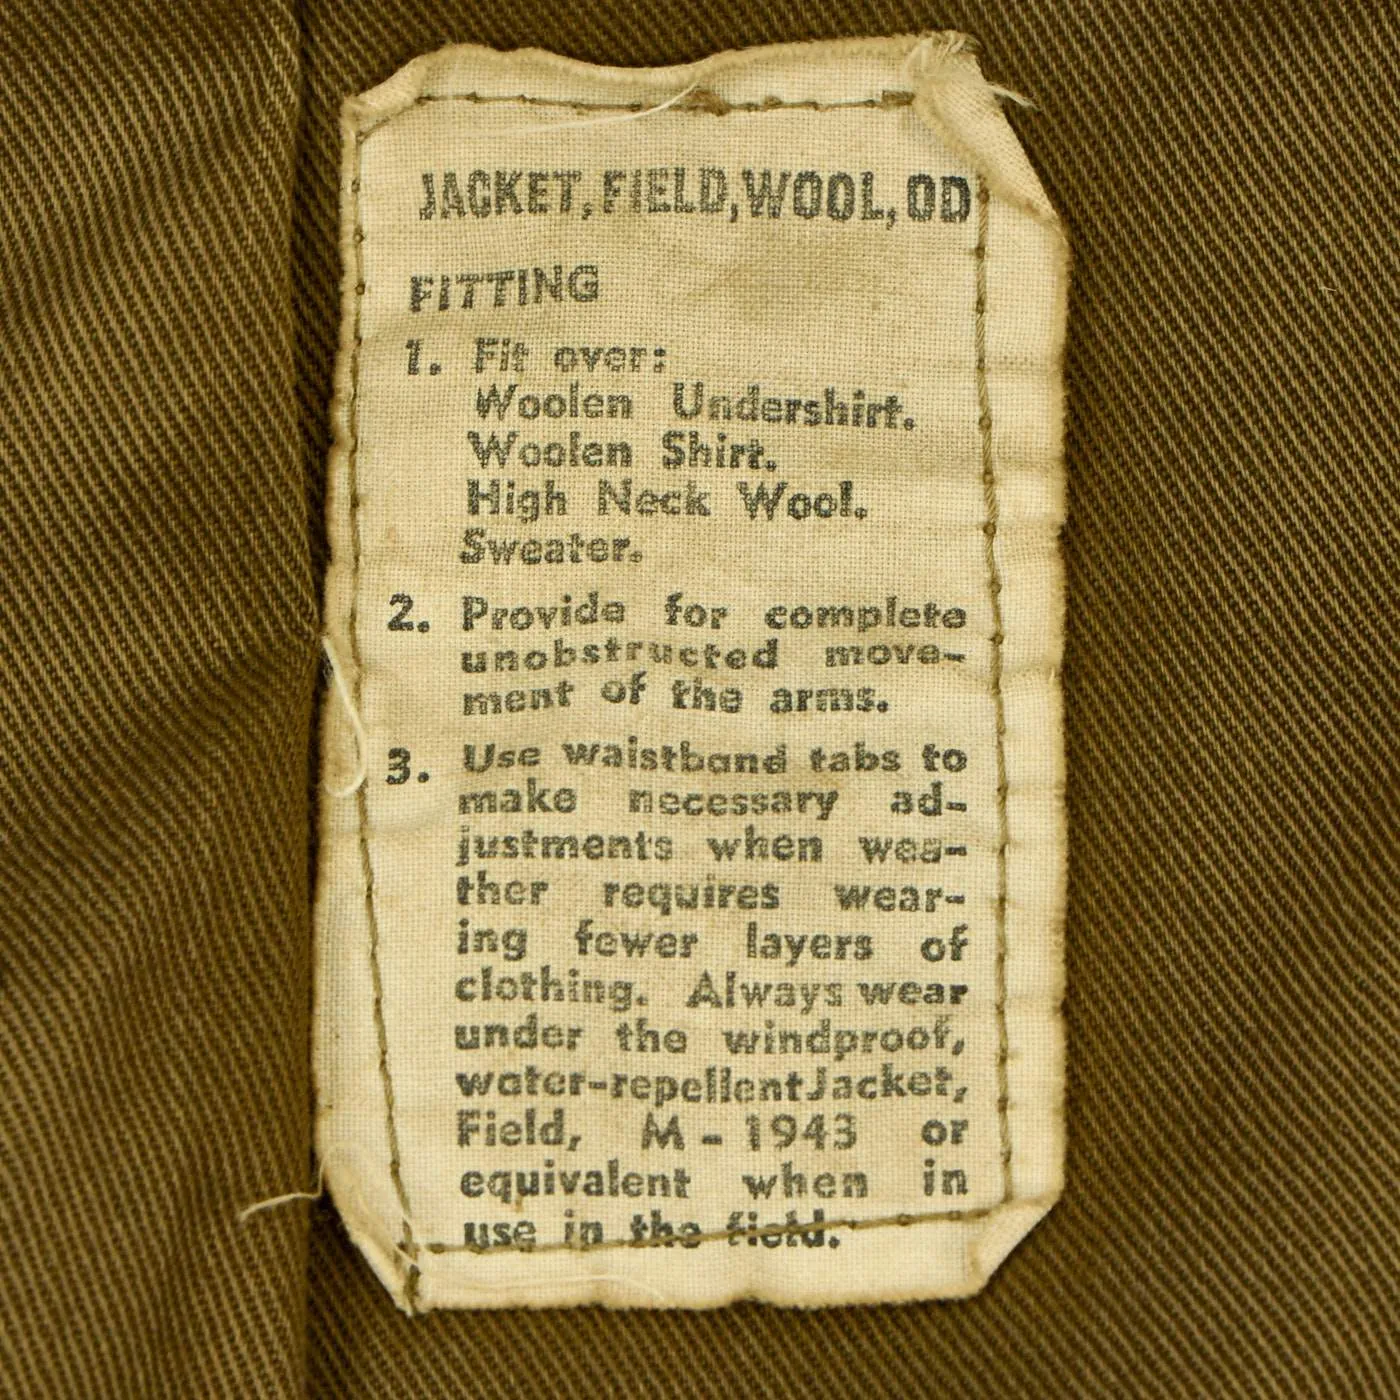 JACKET, FIELD, WOOL, OD
FITTING
1. Fit over:
Woolen Undershirt.
Woolen Shirt.
High Neck Wool.
Sweater.
2. Provide for complete
unobstructed move-
ment of the arms.
3. Use waistband tabs to
make necessary ad-
justments when wea-
ther requires wear-
ing fewer layers of
clothing. Always wear
under the windproof,
water-repellent Jacket,
Field, M-1943 or
equivalent when in
use in the field.